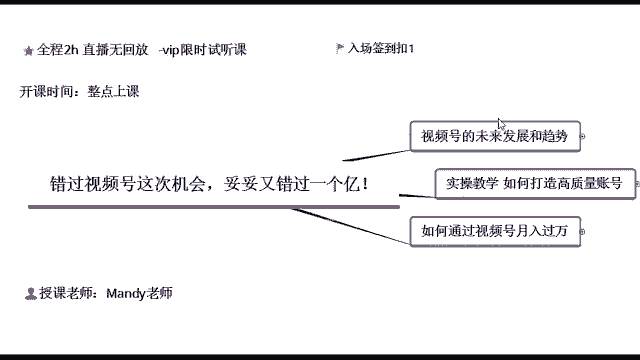 全程2h 直播无回放 -vip限时试听课
入场签到扣1
开课时间：整点上课
视频号的未来发展和趋势
错过视频号这次机会，妥妥又错过一个亿！
实操教学 如何打造高质量账号
如何通过视频号月入过万
授课老师：Mandy老师